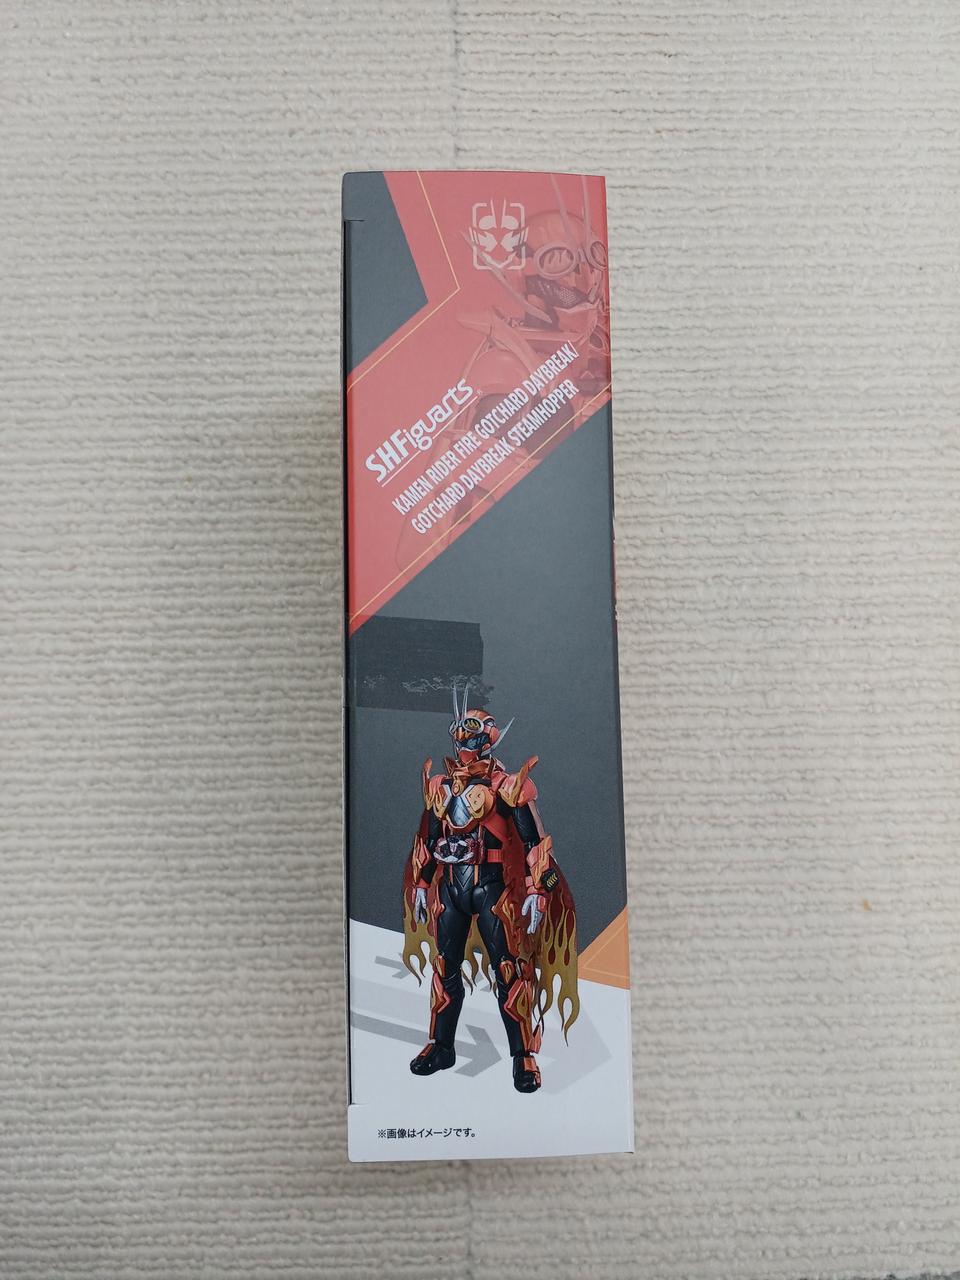 S.H.Figuarts
KAMEN RIDER FIRE GOTCHARD DAYBREAK/
GOTCHARD DAYBREAK STEAMHOPPER
※画像はイメージです。